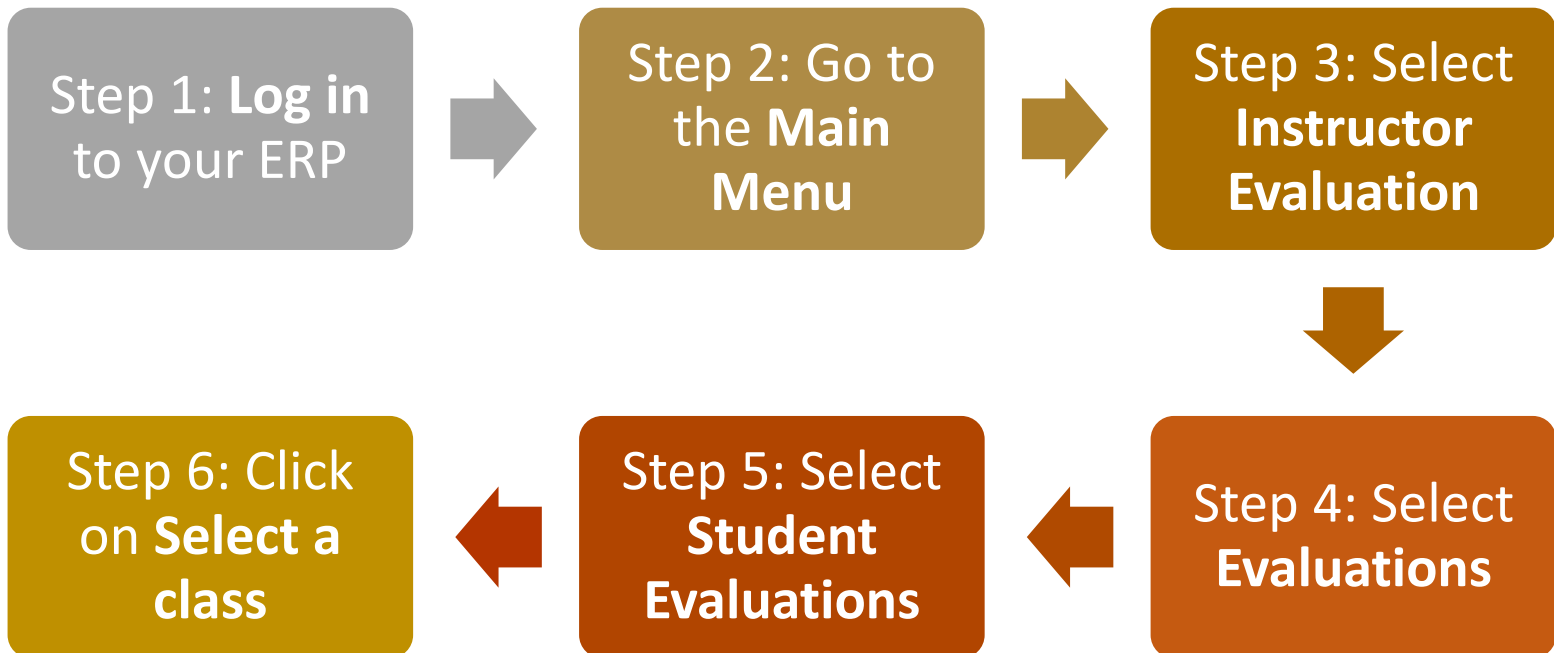 Step 1: Log in
to your ERP
Step 2: Go to
the Main
Menu
Step 3: Select
Instructor
Evaluation
Step 4: Select
Evaluations
Step 5: Select
Student
Evaluations
Step 6: Click
on Select a
class